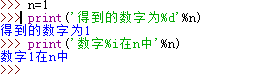 >>> n=1
>>> print('得到的数字为%d'%n)
得到的数字为1
>>> print('数字%i在n中'%n)
数字1在n中
>>>